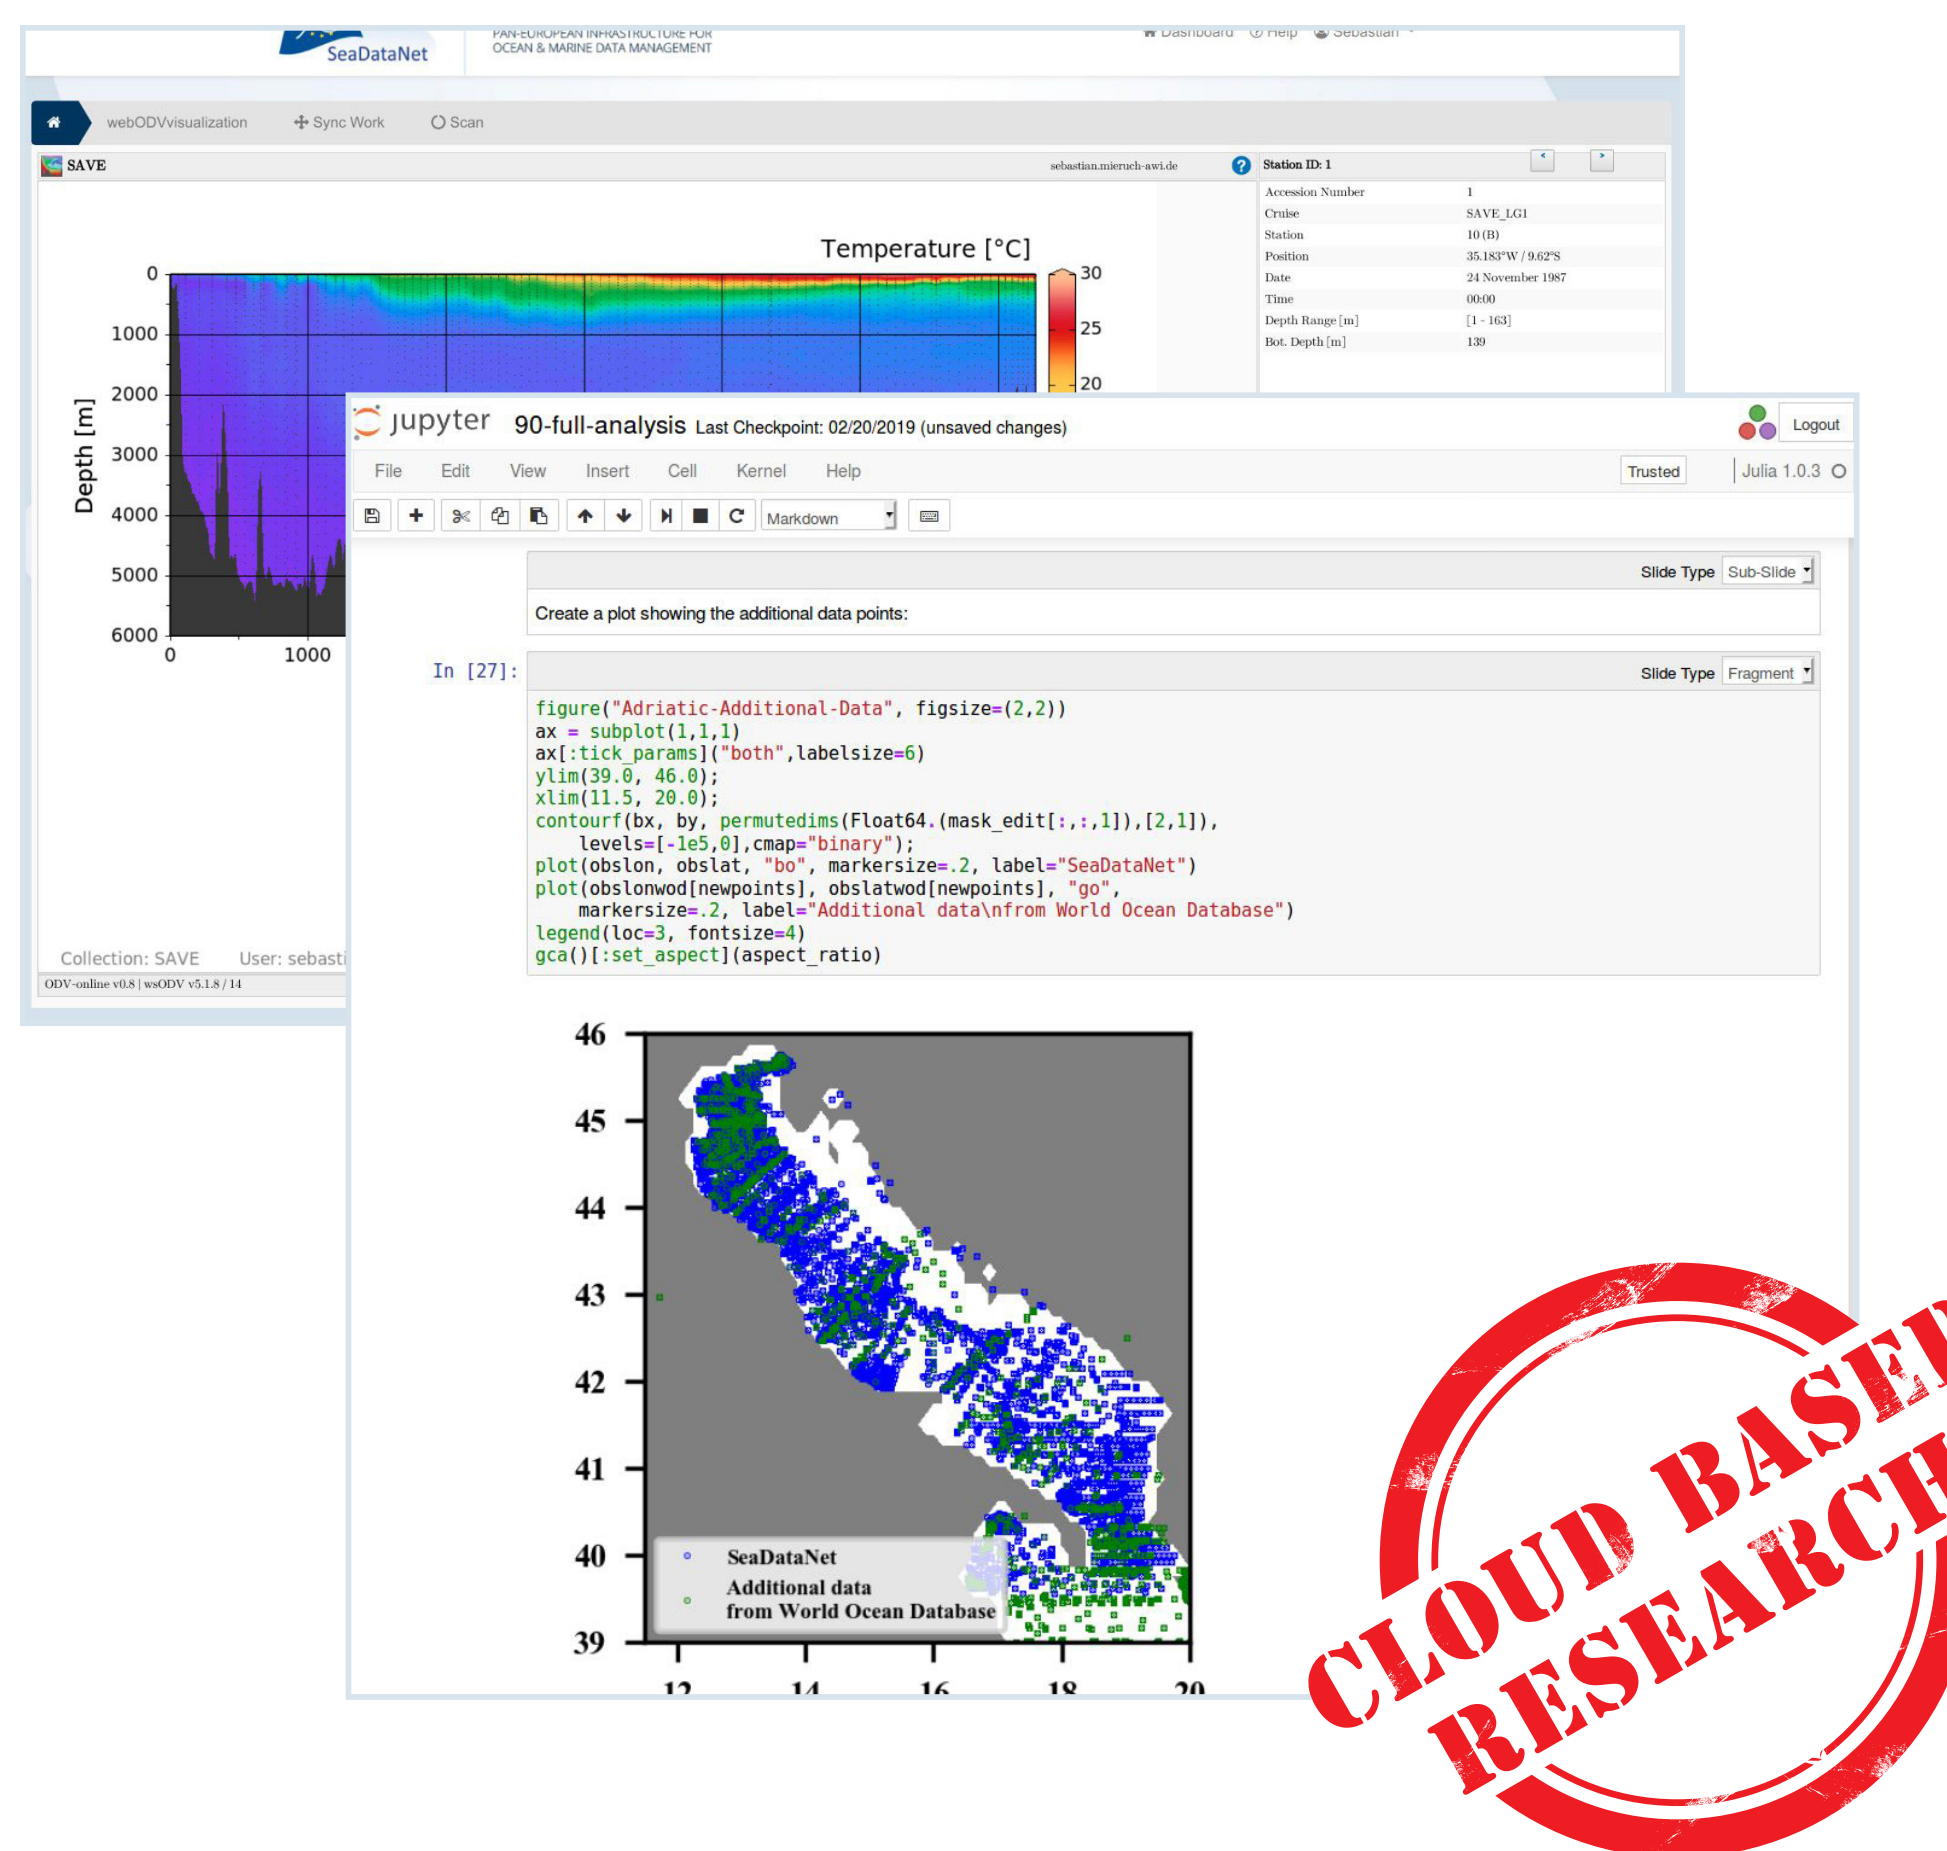 SeaDataNet
PAN-EUROPEAN INFRASTRUCTURE FOR
OCEAN & MARINE DATA MANAGEMENT
Dashboard Help Sebastian
webODVvisualization Sync Work Scan
SAVE
sebastian.mieruch-awi.de
Station ID: 1
Accession Number 1
Cruise SAVE_LG1
Station 10 (B)
Position 35.183°W / 9.62°S
Date 24 November 1987
Time 00:00
Depth Range [m] [1 - 163]
Bot. Depth [m] 139
Temperature [°C]
30
25
20
Depth [m]
0
1000
2000
3000
4000
5000
6000
0 1000
Collection: SAVE User: sebasti
ODV-online v0.8 | wsODV v5.1.8 / 14
jupyter 90-full-analysis Last Checkpoint: 02/20/2019 (unsaved changes)
Logout
File Edit View Insert Cell Kernel Help
Trusted Julia 1.0.3
Markdown
Slide Type Sub-Slide
Create a plot showing the additional data points:
In [27]:
Slide Type Fragment
figure("Adriatic-Additional-Data", figsize=(2,2))
ax = subplot(1,1,1)
ax[:tick_params]("both",labelsize=6)
ylim(39.0, 46.0);
xlim(11.5, 20.0);
contourf(bx, by, permutedims(Float64.(mask_edit[:,:,1]),[2,1]),
    levels=[-1e5,0],cmap="binary");
plot(obslon, obslat, "bo", markersize=.2, label="SeaDataNet")
plot(obslonwod[newpoints], obslatwod[newpoints], "go",
    markersize=.2, label="Additional data\nfrom World Ocean Database")
legend(loc=3, fontsize=4)
gca()[:set_aspect](aspect_ratio)
46
45
44
43
42
41
40
39
SeaDataNet
Additional data
from World Ocean Database
12 14 16 18 20
CLOUD BASED
RESEARCH